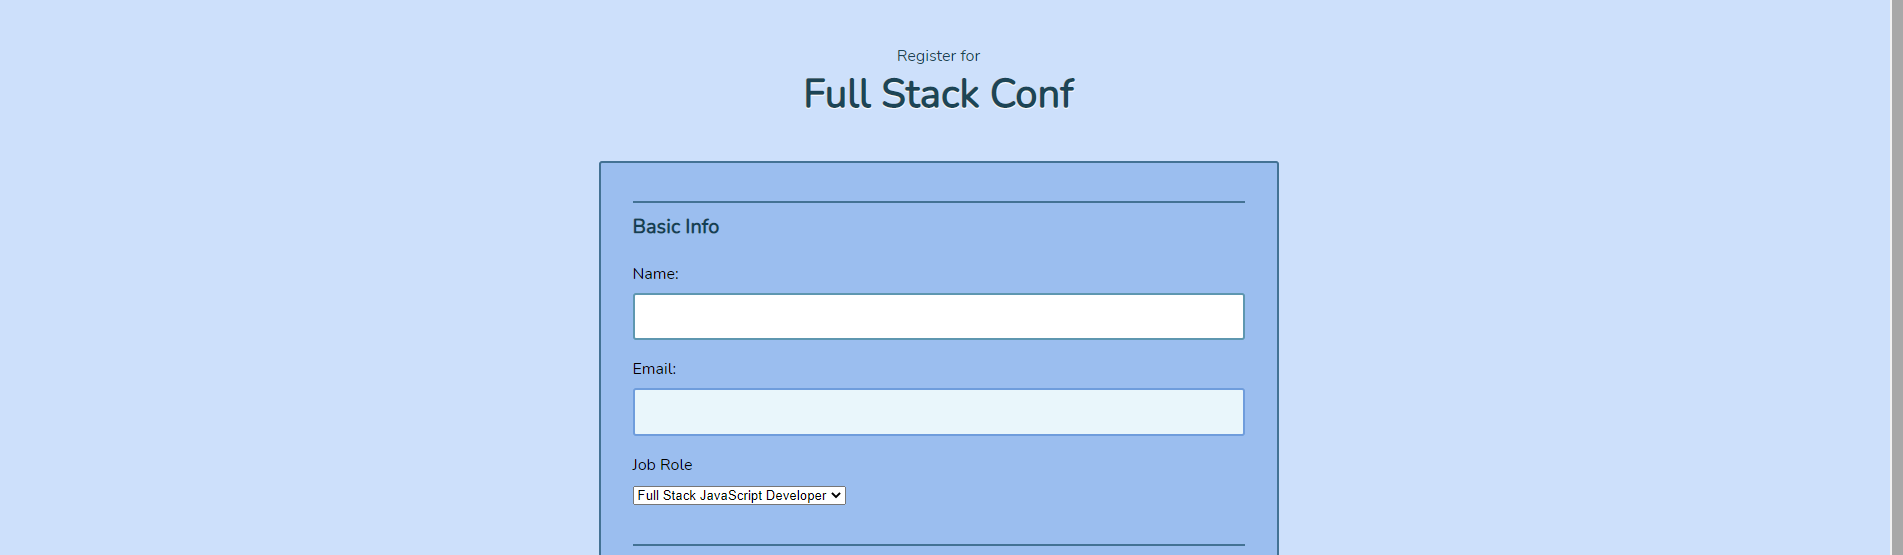 Register for
Full Stack Conf
Basic Info
Name:
Email:
Job Role
Full Stack JavaScript Developer